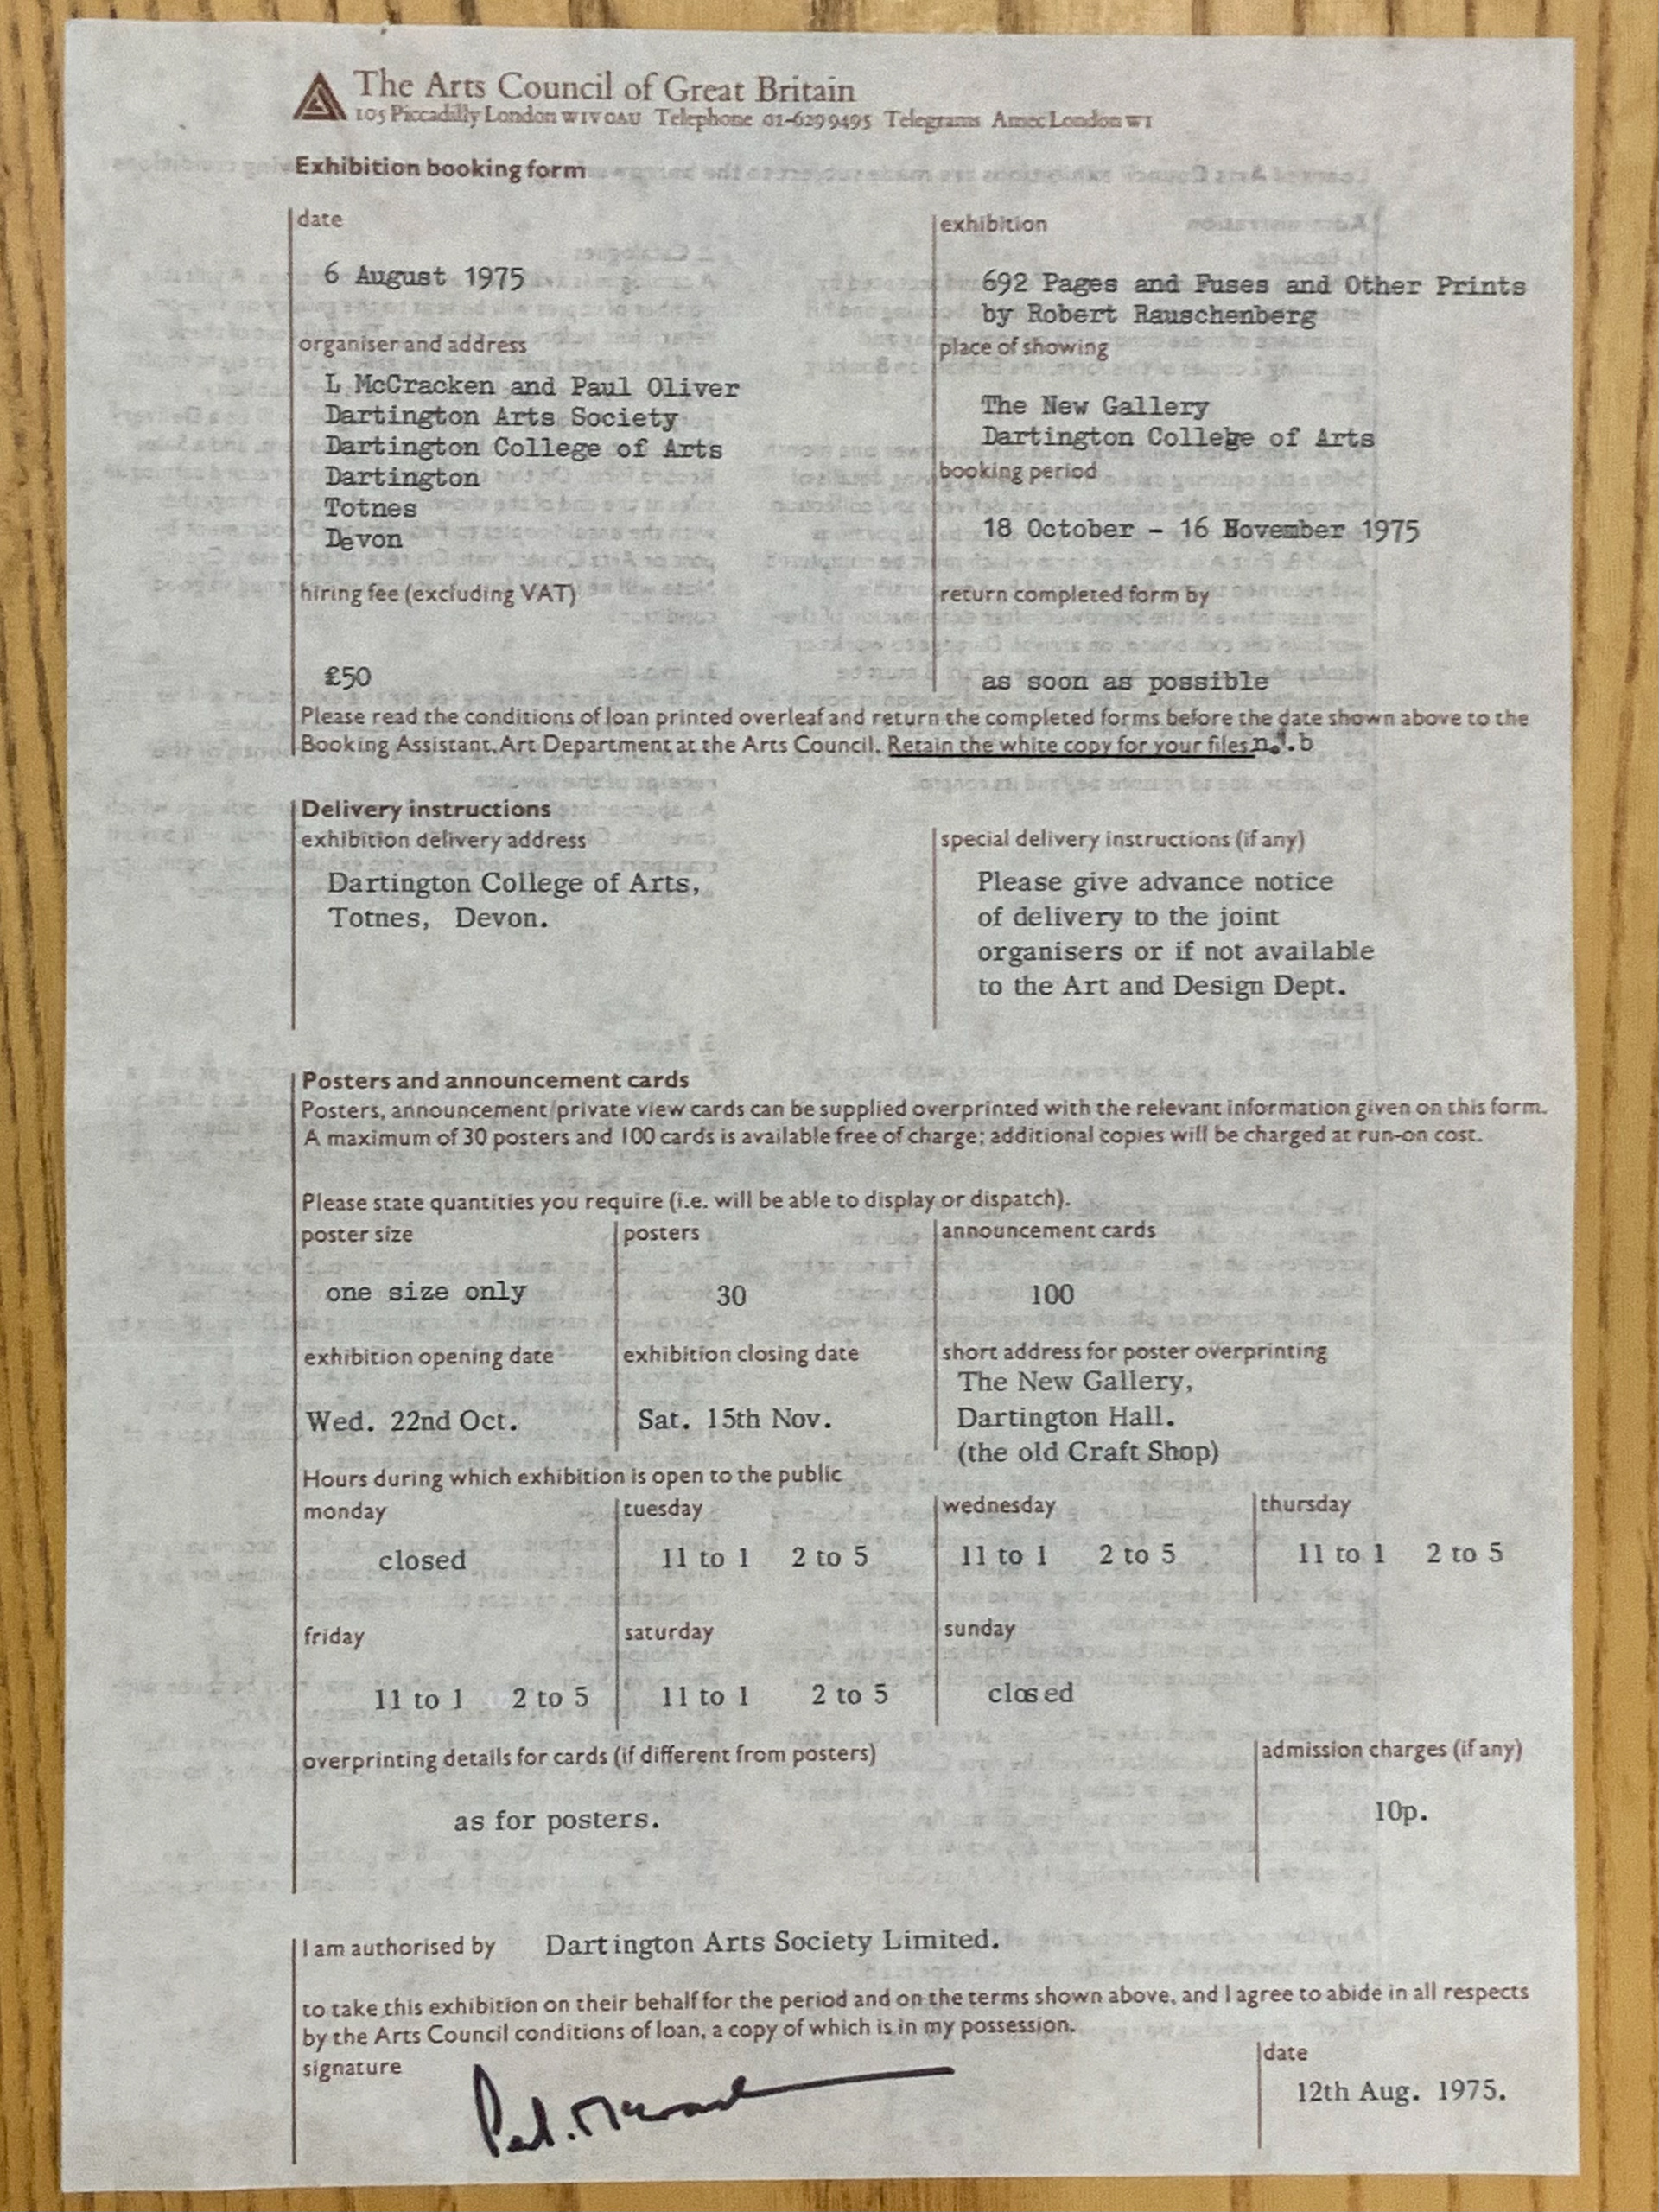 The Arts Council of Great Britain
105 Piccadilly London W1V 0AU Telephone 01-629 9495 Telegrams Amec London W1
Exhibition booking form
date
6 August 1975
exhibition
692 Pages and Fuses and Other Prints
by Robert Rauschenberg
organiser and address
L McCracken and Paul Oliver
Dartington Arts Society
Dartington College of Arts
Dartington
Totnes
Devon
place of showing
The New Gallery
Dartington College of Arts
booking period
18 October - 16 November 1975
hiring fee (excluding VAT)
£50
return completed form by
as soon as possible
Please read the conditions of loan printed overleaf and return the completed forms before the date shown above to the
Booking Assistant, Art Department at the Arts Council. Retain the white copy for your files n.b
Delivery instructions
exhibition delivery address
Dartington College of Arts,
Totnes, Devon.
special delivery instructions (if any)
Please give advance notice
of delivery to the joint
organisers or if not available
to the Art and Design Dept.
Posters and announcement cards
Posters, announcement/private view cards can be supplied overprinted with the relevant information given on this form.
A maximum of 30 posters and 100 cards is available free of charge; additional copies will be charged at run-on cost.
Please state quantities you require (i.e. will be able to display or dispatch).
poster size
one size only
posters
30
announcement cards
100
exhibition opening date
Wed. 22nd Oct.
exhibition closing date
Sat. 15th Nov.
short address for poster overprinting
The New Gallery,
Dartington Hall.
(the old Craft Shop)
Hours during which exhibition is open to the public
monday
closed
tuesday
11 to 1 2 to 5
wednesday
11 to 1 2 to 5
thursday
11 to 1 2 to 5
friday
11 to 1 2 to 5
saturday
11 to 1 2 to 5
sunday
closed
overprinting details for cards (if different from posters)
as for posters.
admission charges (if any)
10p.
I am authorised by Dartington Arts Society Limited.
to take this exhibition on their behalf for the period and on the terms shown above, and I agree to abide in all respects
by the Arts Council conditions of loan, a copy of which is in my possession.
signature
date
12th Aug. 1975.